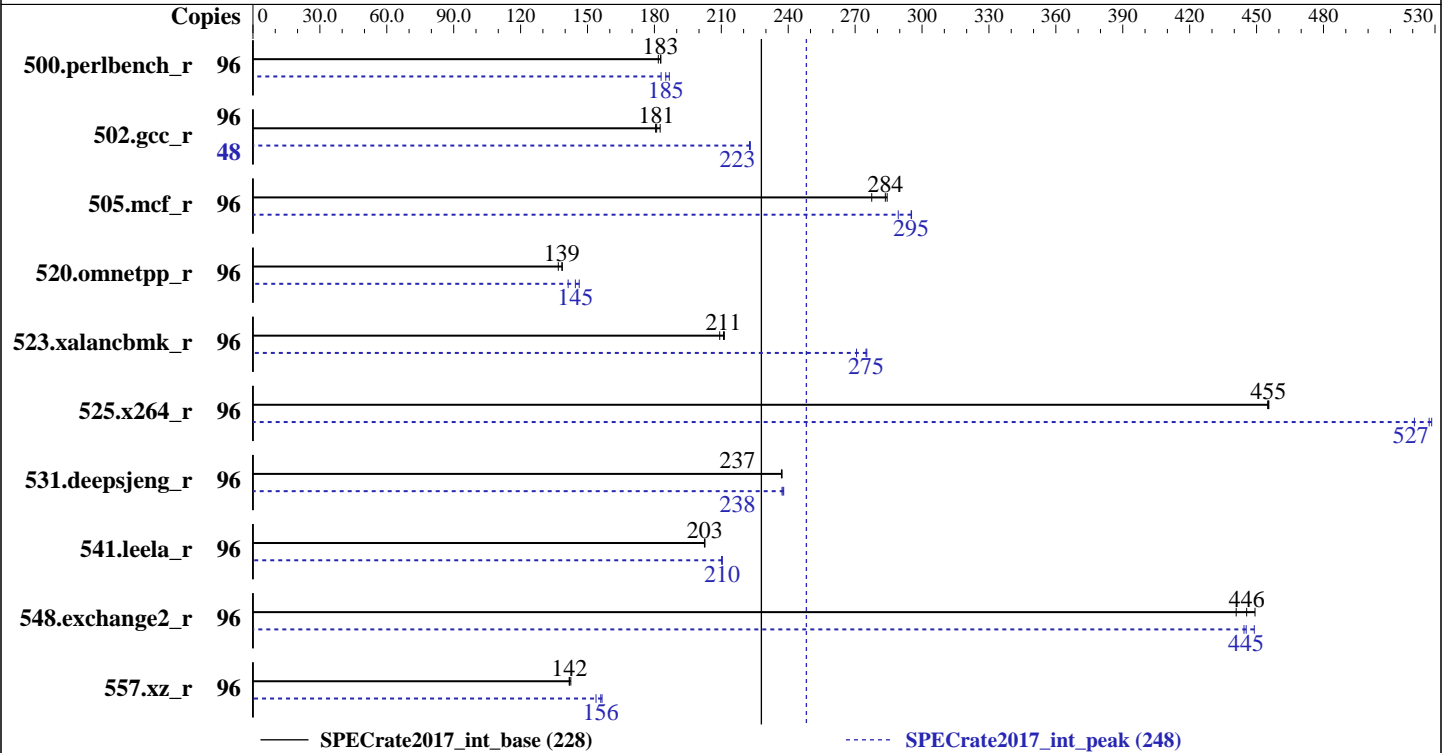 Copies 0 30.0 60.0 90.0 120 150 180 210 240 270 300 330 360 390 420 450 480 530
183
500.perlbench_r 96
185
96
181
502.gcc_r
48
223
284
505.mcf_r 96
295
139
520.omnetpp_r 96
145
211
523.xalancbmk_r 96
275
455
525.x264_r 96
527
237
531.deepsjeng_r 96
238
203
541.leela_r 96
210
446
548.exchange2_r 96
445
142
557.xz_r 96
156
SPECrate2017_int_base (228) SPECrate2017_int_peak (248)